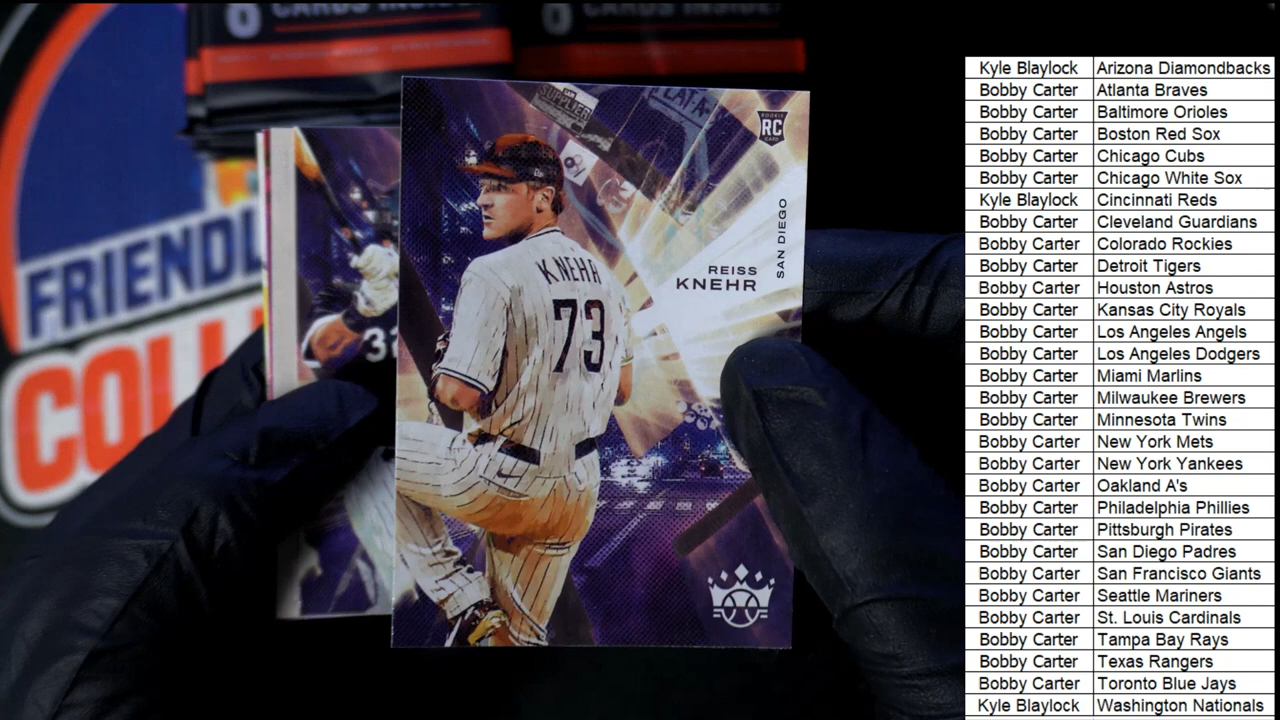 6 CARDS INSIDE!
CARDS INSIDE!
FRIENDL
COLL
SUPPLIER
FLAT-A
ROOKIE
RC
CARD
SAN DIEGO
REISS
KNEHR
KNEHR
73
Kyle Blaylock Arizona Diamondbacks
Bobby Carter Atlanta Braves
Bobby Carter Baltimore Orioles
Bobby Carter Boston Red Sox
Bobby Carter Chicago Cubs
Bobby Carter Chicago White Sox
Kyle Blaylock Cincinnati Reds
Bobby Carter Cleveland Guardians
Bobby Carter Colorado Rockies
Bobby Carter Detroit Tigers
Bobby Carter Houston Astros
Bobby Carter Kansas City Royals
Bobby Carter Los Angeles Angels
Bobby Carter Los Angeles Dodgers
Bobby Carter Miami Marlins
Bobby Carter Milwaukee Brewers
Bobby Carter Minnesota Twins
Bobby Carter New York Mets
Bobby Carter New York Yankees
Bobby Carter Oakland A's
Bobby Carter Philadelphia Phillies
Bobby Carter Pittsburgh Pirates
Bobby Carter San Diego Padres
Bobby Carter San Francisco Giants
Bobby Carter Seattle Mariners
Bobby Carter St. Louis Cardinals
Bobby Carter Tampa Bay Rays
Bobby Carter Texas Rangers
Bobby Carter Toronto Blue Jays
Kyle Blaylock Washington Nationals